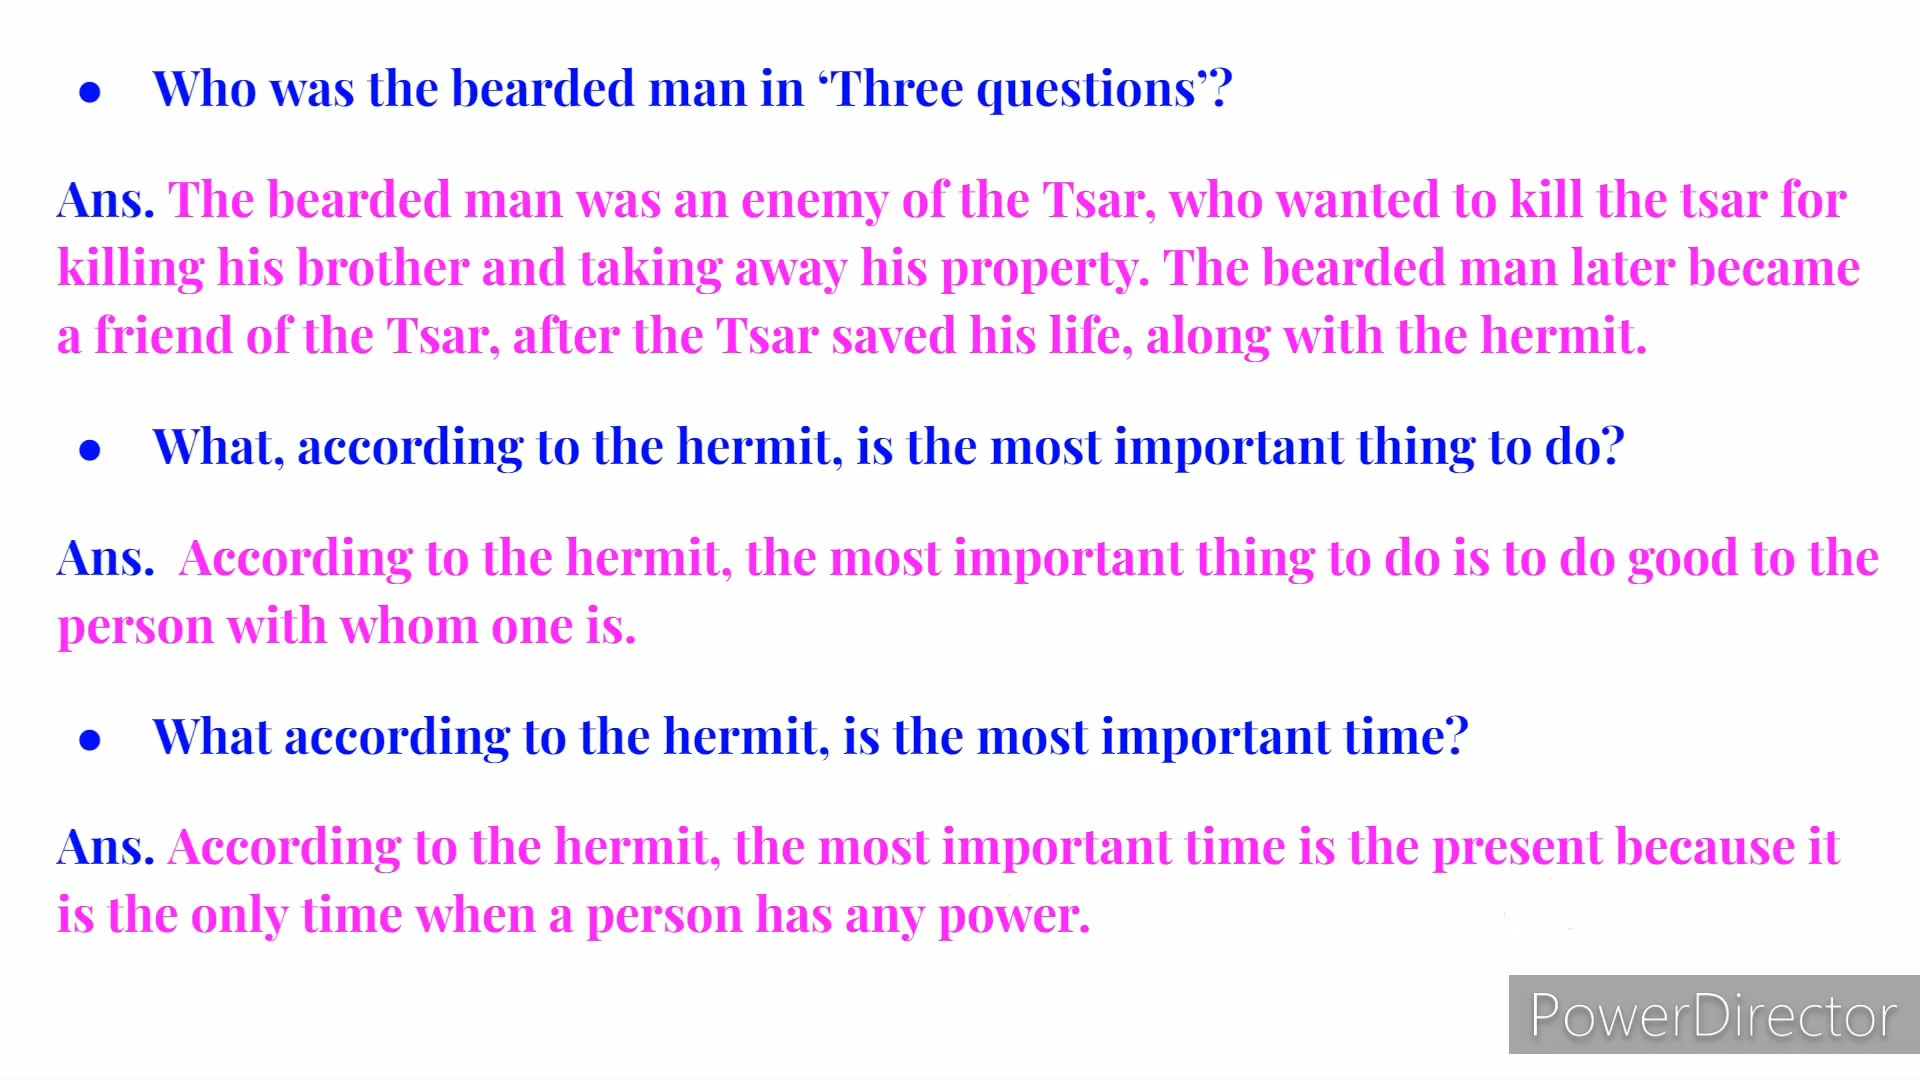 ● Who was the bearded man in ‘Three questions’?
Ans. The bearded man was an enemy of the Tsar, who wanted to kill the tsar for
killing his brother and taking away his property. The bearded man later became
a friend of the Tsar, after the Tsar saved his life, along with the hermit.
● What, according to the hermit, is the most important thing to do?
Ans. According to the hermit, the most important thing to do is to do good to the
person with whom one is.
● What according to the hermit, is the most important time?
Ans. According to the hermit, the most important time is the present because it
is the only time when a person has any power.
PowerDirector